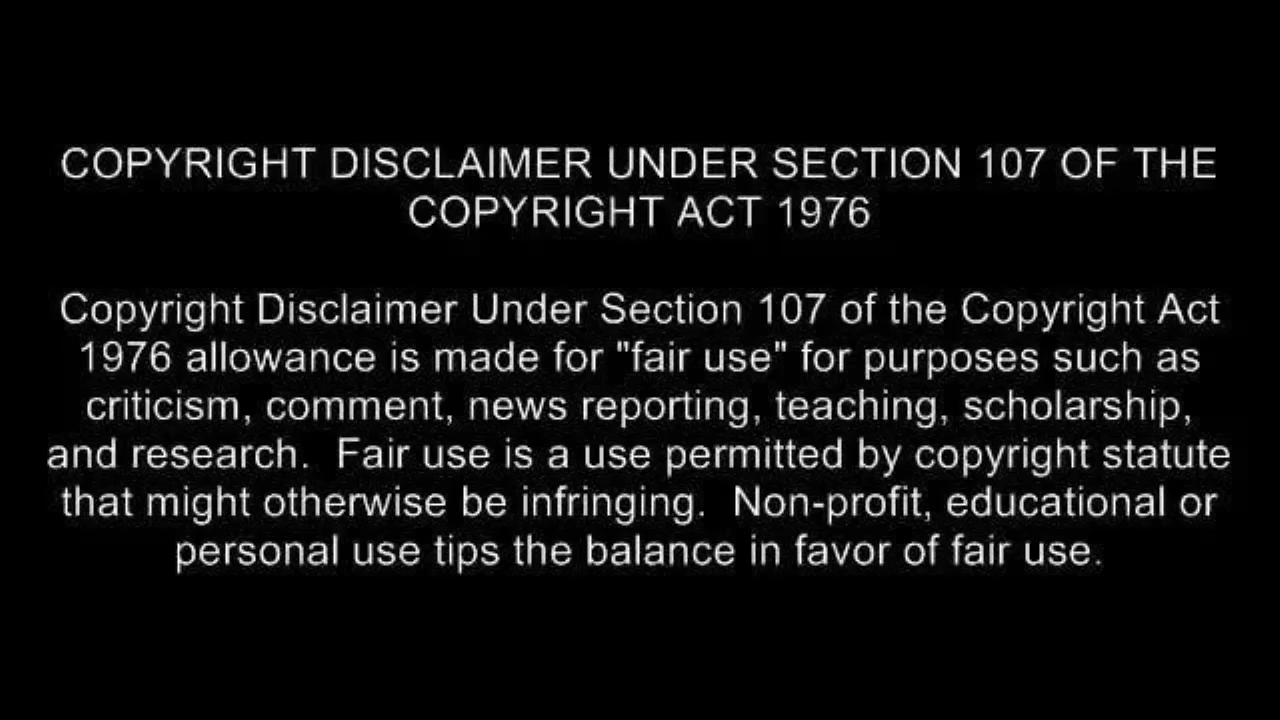 COPYRIGHT DISCLAIMER UNDER SECTION 107 OF THE
COPYRIGHT ACT 1976
Copyright Disclaimer Under Section 107 of the Copyright Act
1976 allowance is made for "fair use" for purposes such as
criticism, comment, news reporting, teaching, scholarship,
and research.  Fair use is a use permitted by copyright statute
that might otherwise be infringing.  Non-profit, educational or
personal use tips the balance in favor of fair use.